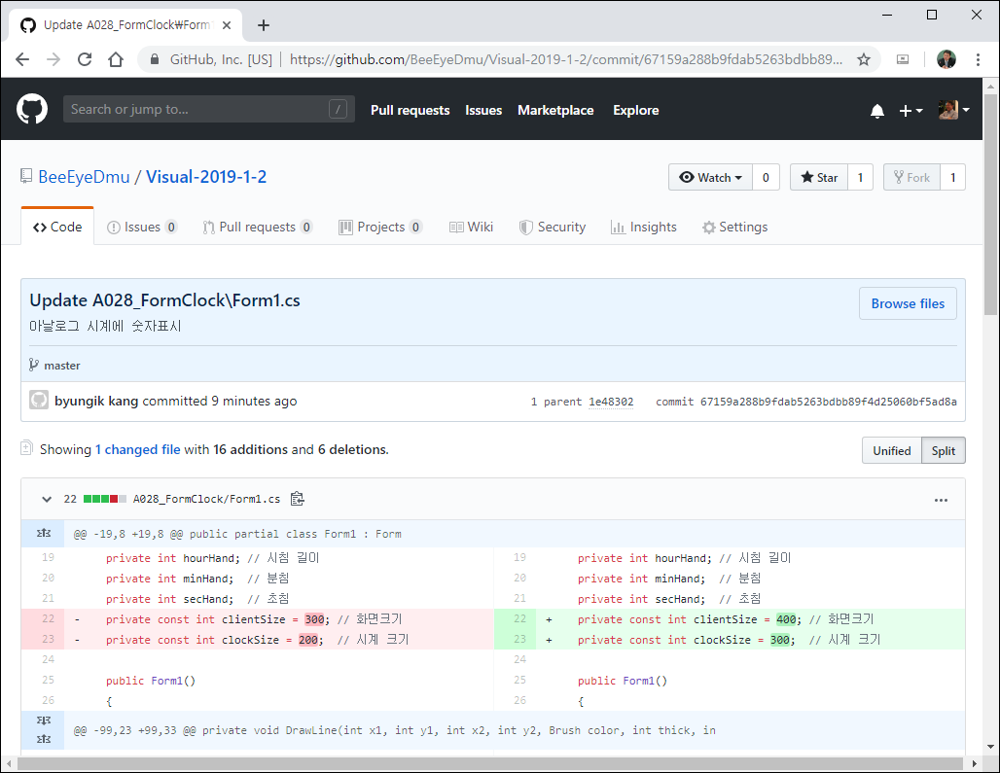 Update A028_FormClock₩Form
GitHub, Inc. [US] | https://github.com/BeeEyeDmu/Visual-2019-1-2/commit/67159a288b9fdab5263bdbb89...
Search or jump to... / Pull requests Issues Marketplace Explore
BeeEyeDmu / Visual-2019-1-2 Watch 0 Star 1 Fork 1
Code Issues 0 Pull requests 0 Projects 0 Wiki Security Insights Settings
Update A028_FormClock\Form1.cs Browse files
아날로그 시계에 숫자표시
master
byungik kang committed 9 minutes ago 1 parent 1e48302 commit 67159a288b9fdab5263bdbb89f4d25060bf5ad8a
Showing 1 changed file with 16 additions and 6 deletions. Unified Split
22 A028_FormClock/Form1.cs
@@ -19,8 +19,8 @@ public partial class Form1 : Form
19 private int hourHand; // 시침 길이 19 private int hourHand; // 시침 길이
20 private int minHand; // 분침 20 private int minHand; // 분침
21 private int secHand; // 초침 21 private int secHand; // 초침
22 - private const int clientSize = 300; // 화면크기 22 + private const int clientSize = 400; // 화면크기
23 - private const int clockSize = 200; // 시계 크기 23 + private const int clockSize = 300; // 시계 크기
24 24
25 public Form1() 25 public Form1()
26 { 26 {
@@ -99,23 +99,33 @@ private void DrawLine(int x1, int y1, int x2, int y2, Brush color, int thick, in